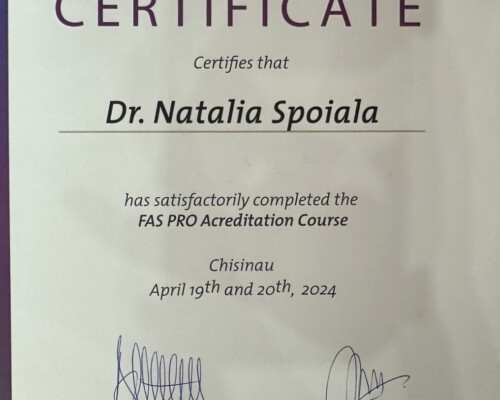 CERTIFICATE
Certifies that
Dr. Natalia Spoiala
has satisfactorily completed the
FAS PRO Acreditation Course
Chisinau
April 19th and 20th, 2024